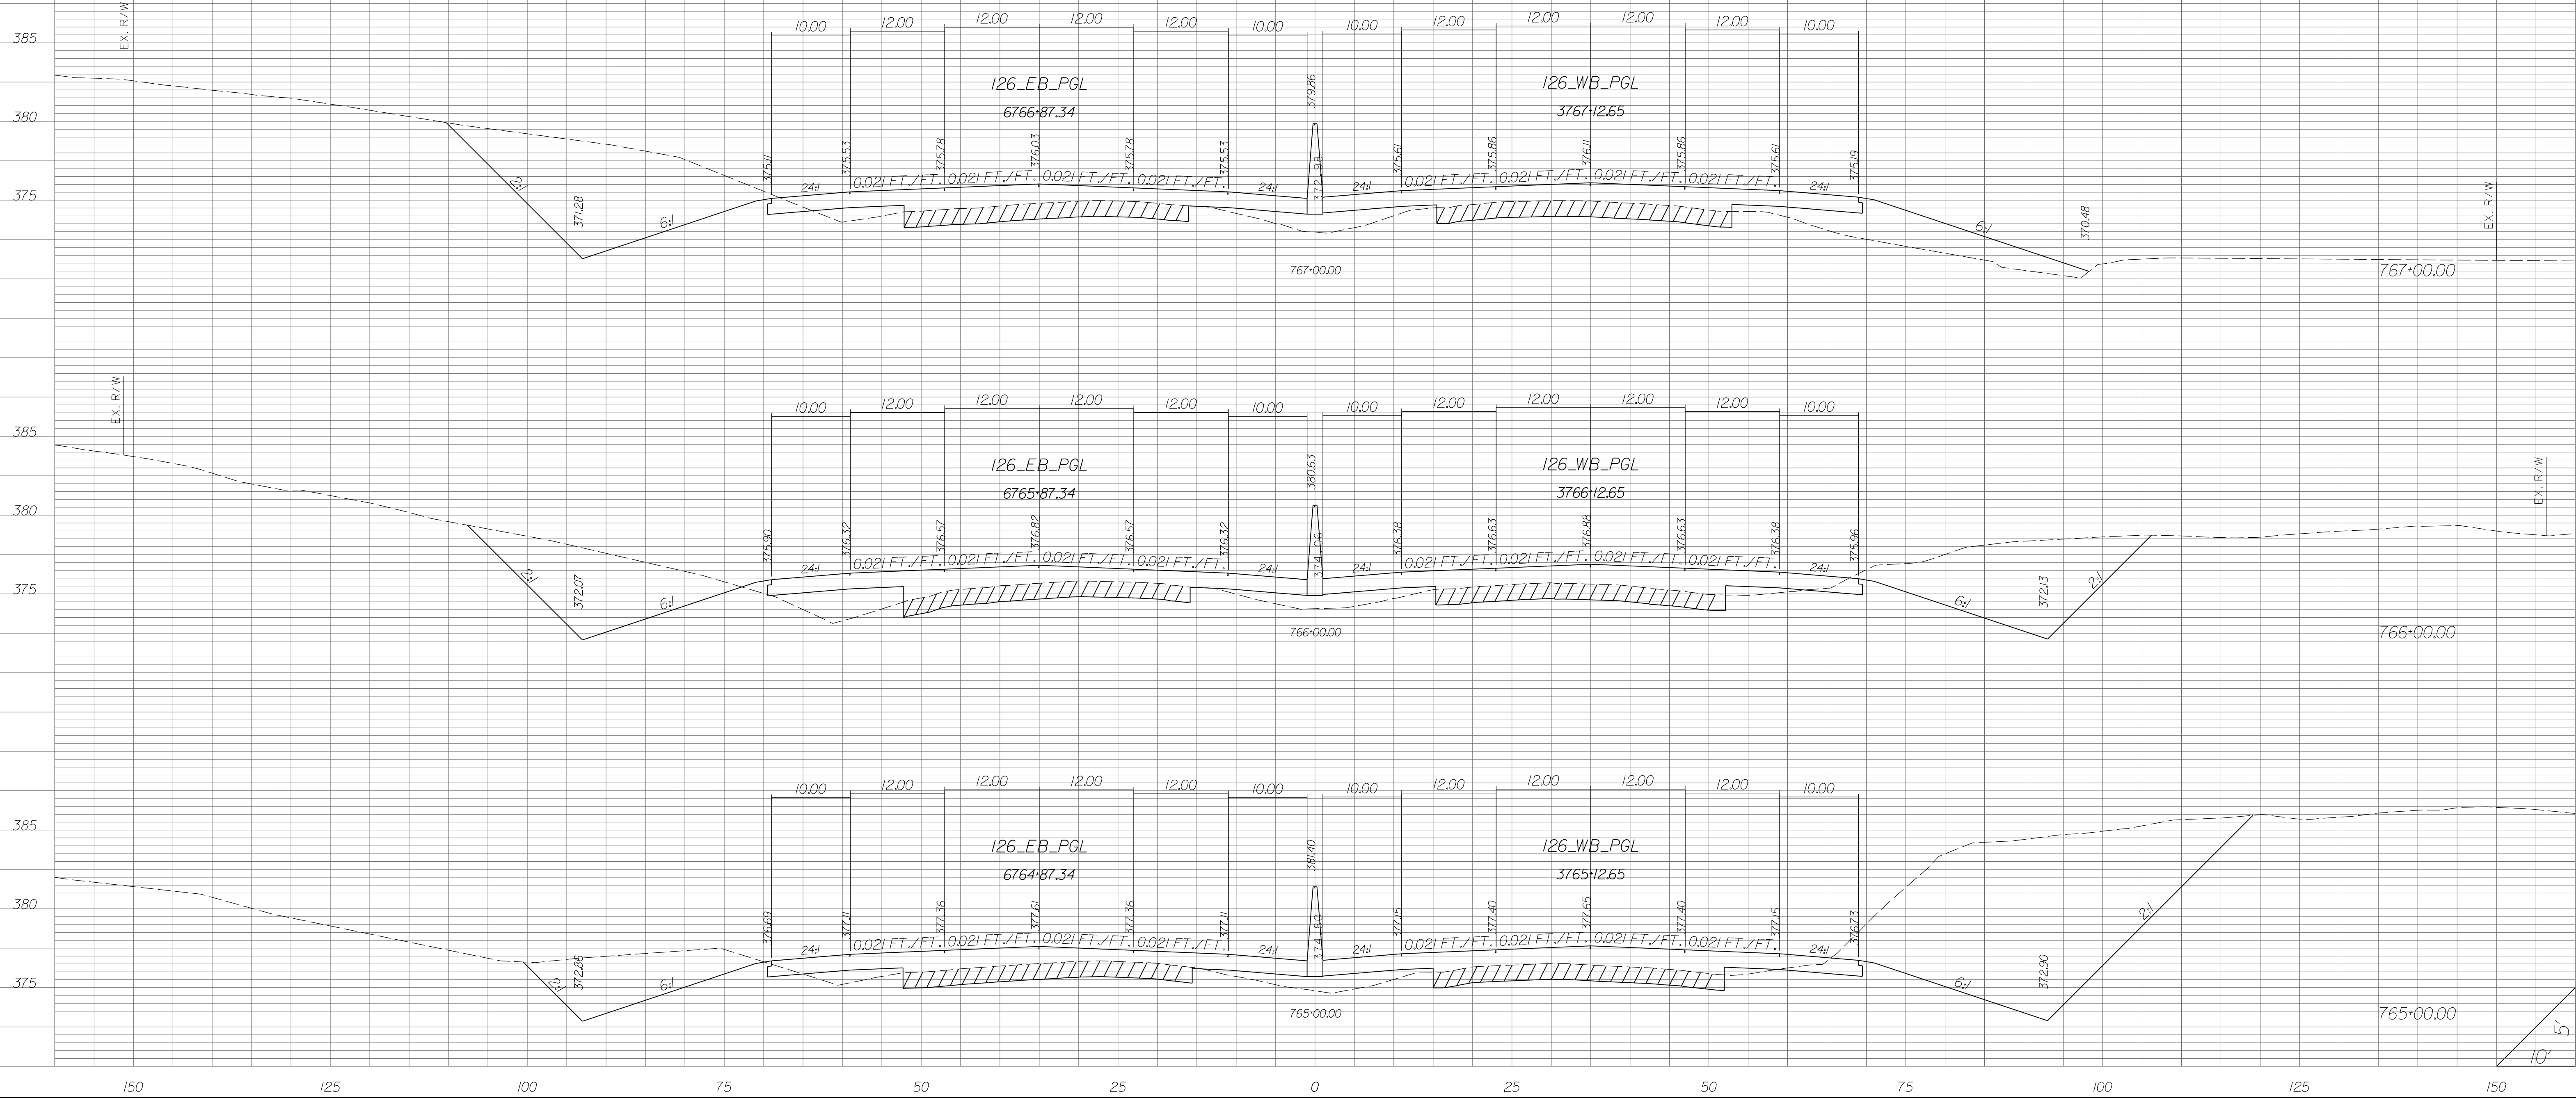 EX. R/W
10.00 12.00 12.00 12.00 12.00 10.00 10.00 12.00 12.00 12.00 12.00 10.00
385
126_EB_PGL 379.86 126_WB_PGL
6766+87.34 3767+12.65
380
375.11 375.53 375.78 376.03 375.78 375.53 375.61 375.86 376.11 375.86 375.61 375.19
24:1 0.021 FT./FT. 0.021 FT./FT. 0.021 FT./FT. 0.021 FT./FT. 24:1 24:1 0.021 FT./FT. 0.021 FT./FT. 0.021 FT./FT. 0.021 FT./FT. 24:1
375
2:1 371.28 6:1 6:1 370.48 EX. R/W
767+00.00 767+00.00
EX. R/W
10.00 12.00 12.00 12.00 12.00 10.00 10.00 12.00 12.00 12.00 12.00 10.00
385
126_EB_PGL 380.63 126_WB_PGL EX. R/W
6765+87.34 3766+12.65
380
375.90 376.32 376.57 376.82 376.57 376.32 376.38 376.63 376.88 376.63 376.38 375.96
24:1 0.021 FT./FT. 0.021 FT./FT. 0.021 FT./FT. 0.021 FT./FT. 24:1 24:1 0.021 FT./FT. 0.021 FT./FT. 0.021 FT./FT. 0.021 FT./FT. 24:1
375
2:1 372.07 6:1 6:1 372.13 2:1
766+00.00 766+00.00
10.00 12.00 12.00 12.00 12.00 10.00 10.00 12.00 12.00 12.00 12.00 10.00
385
126_EB_PGL 381.40 126_WB_PGL
6764+87.34 3765+12.65
380
376.69 377.11 377.36 377.61 377.36 377.11 377.15 377.40 377.65 377.40 377.15 376.73
24:1 0.021 FT./FT. 0.021 FT./FT. 0.021 FT./FT. 0.021 FT./FT. 24:1 24:1 0.021 FT./FT. 0.021 FT./FT. 0.021 FT./FT. 0.021 FT./FT. 24:1
375
2:1 372.86 6:1 6:1 372.90 2:1
765+00.00 765+00.00
5'
10'
150 125 100 75 50 25 0 25 50 75 100 125 150